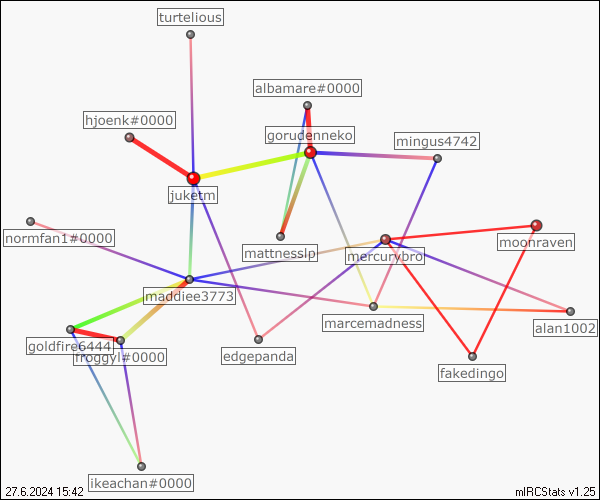 turtelious
albamare#0000
hjoenk#0000
gorudenneko
mingus4742
juketm
normfan1#0000
mattnessip
mercurybro
moonraven
maddiee3773
marcemadness
alan1002
goldfire6444
froggyl#0000
edgepanda
fakedingo
ikeachan#0000
27.6.2024 15:42
mIRCStats v1.25